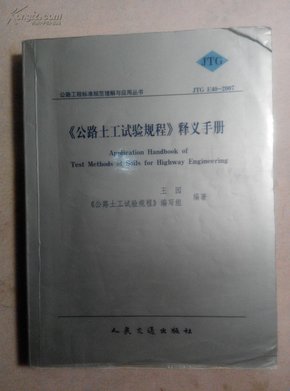 JTG
公路工程标准规范理解与应用丛书
JTG E40-2007
《公路土工试验规程》释义手册
Application Handbook of
Test Methods of Soils for Highway Engineering
王园
《公路土工试验规程》编写组 编著
人民交通出版社